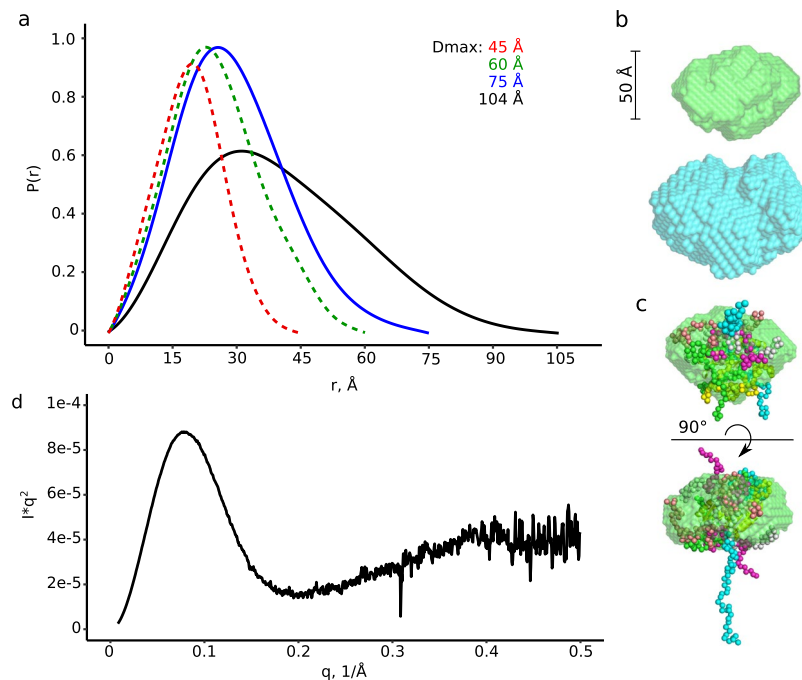 a
1.0
0.8
0.6
0.4
0.2
0
P(r)
0 15 30 45 60 75 90 105
r, Å
Dmax: 45 Å
60 Å
75 Å
104 Å
b
50 Å
c
90°
d
1e-4
8e-5
6e-5
4e-5
2e-5
0
I*q²
0 0.1 0.2 0.3 0.4 0.5
q, 1/Å